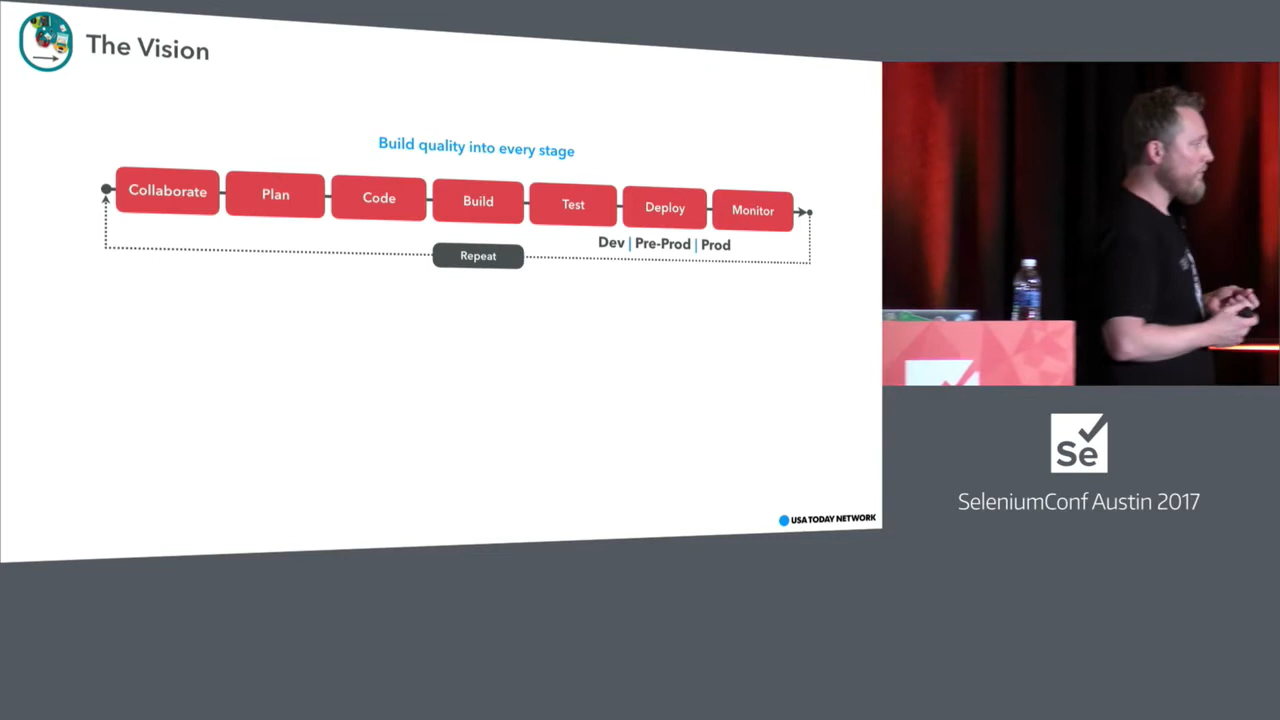 The Vision
Build quality into every stage
Collaborate
Plan
Code
Build
Test
Deploy
Monitor
Dev | Pre-Prod | Prod
Repeat
USA TODAY NETWORK
Se
SeleniumConf Austin 2017